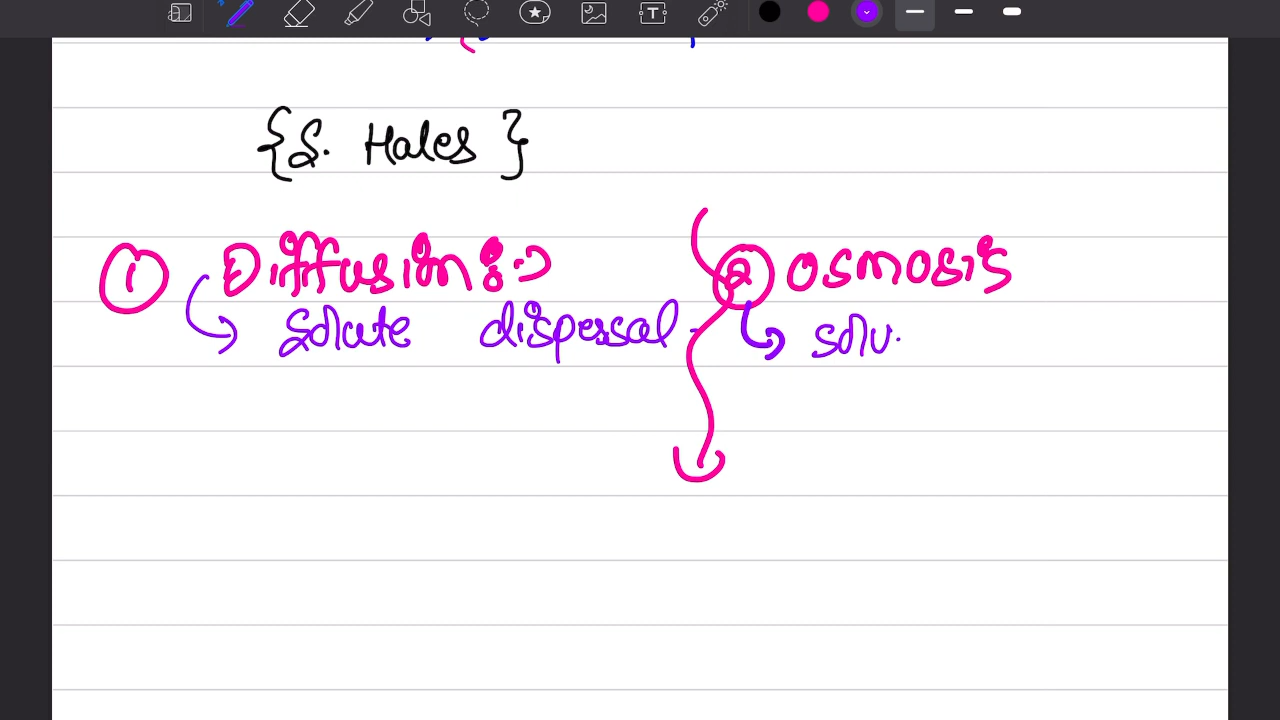 {S. Hales }
① Diffusion :→ ② osmosis
↳ solute dispersal. ↳ solv.